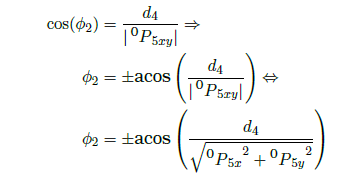 cos(ϕ₂) = d₄ / |⁰P₅ₓᵧ| ⇒
ϕ₂ = ±acos( d₄ / |⁰P₅ₓᵧ| ) ⇔
ϕ₂ = ±acos( d₄ / √(⁰P₅ₓ² + ⁰P₅ᵧ²) )